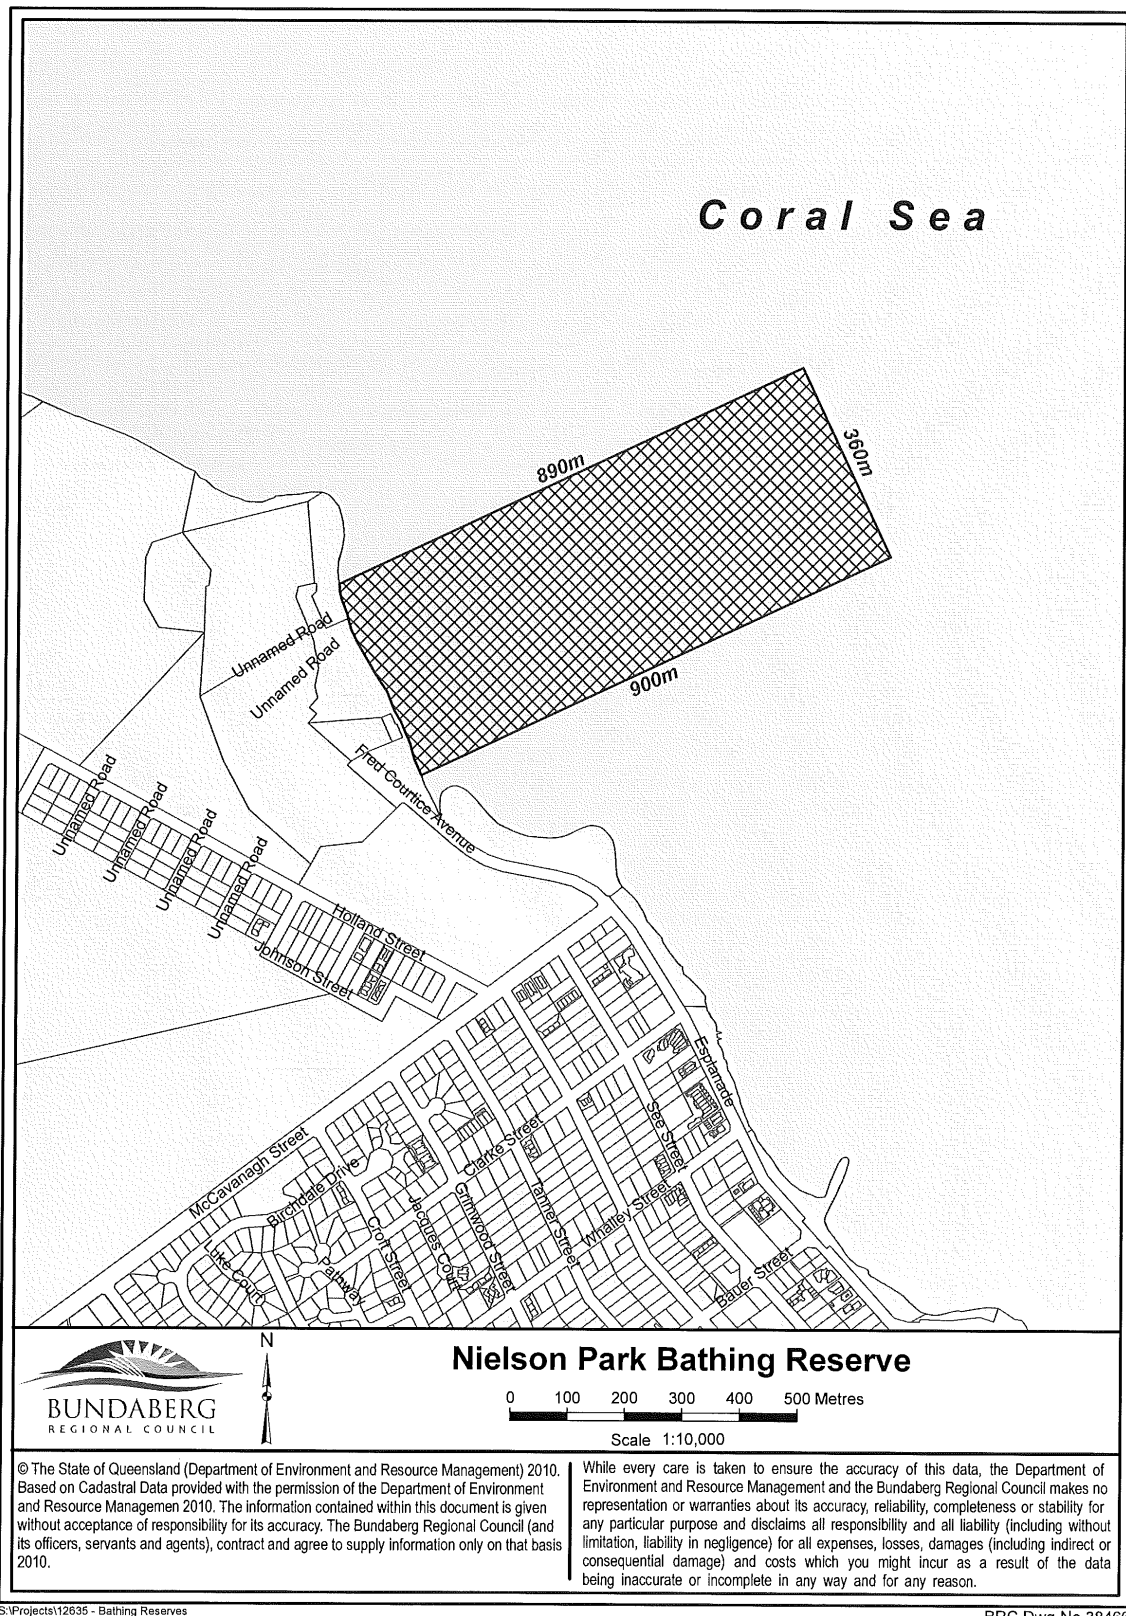 Coral Sea
890m
360m
900m
Unnamed Road
Unnamed Road
Fred Courtice Avenue
Unnamed Road
Unnamed Road
Unnamed Road
Unnamed Road
Holland Street
Johnson Street
Esplanade
See Street
McCavanagh Street
Clarke Street
Birchdale Drive
Tanner Street
Whalley Street
Grimwood Street
Jacques Court
Croft Street
Luke Court
Pathway
Bauer Street
N
BUNDABERG
REGIONAL COUNCIL
Nielson Park Bathing Reserve
0 100 200 300 400 500 Metres
Scale 1:10,000
© The State of Queensland (Department of Environment and Resource Management) 2010.
Based on Cadastral Data provided with the permission of the Department of Environment
and Resource Managemen 2010. The information contained within this document is given
without acceptance of responsibility for its accuracy. The Bundaberg Regional Council (and
its officers, servants and agents), contract and agree to supply information only on that basis
2010.
While every care is taken to ensure the accuracy of this data, the Department of
Environment and Resource Management and the Bundaberg Regional Council makes no
representation or warranties about its accuracy, reliability, completeness or stability for
any particular purpose and disclaims all responsibility and all liability (including without
limitation, liability in negligence) for all expenses, losses, damages (including indirect or
consequential damage) and costs which you might incur as a result of the data
being inaccurate or incomplete in any way and for any reason.
S:\Projects\12635 - Bathing Reserves